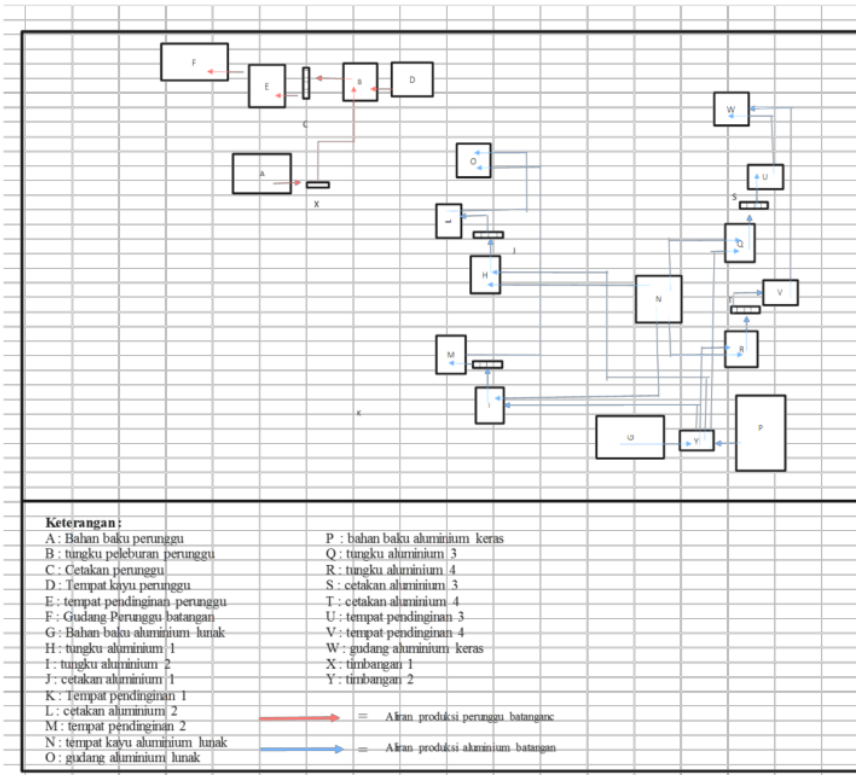 F
E
B
D
C
W
A
O
U
X
S
L
J
Q
H
N
V
T
R
M
I
K
G
Y
P
Keterangan :
A : Bahan baku perunggu
B : tungku peleburan perunggu
C : Cetakan perunggu
D : Tempat kayu perunggu
E : tempat pendinginan perunggu
F : Gudang Perunggu batangan
G : Bahan baku aluminium lunak
H : tungku aluminium 1
I : tungku aluminium 2
J : cetakan aluminium 1
K : Tempat pendinginan 1
L : cetakan aluminium 2
M : tempat pendinginan 2
N : tempat kayu aluminium lunak
O : gudang aluminium lunak
P : bahan baku aluminium keras
Q : tungku aluminium 3
R : tungku aluminium 4
S : cetakan aluminium 3
T : cetakan aluminium 4
U : tempat pendinginan 3
V : tempat pendinginan 4
W : gudang aluminium keras
X : timbangan 1
Y : timbangan 2
= Aliran produksi perunggu batanganc
= Aliran produksi aluminium batangan